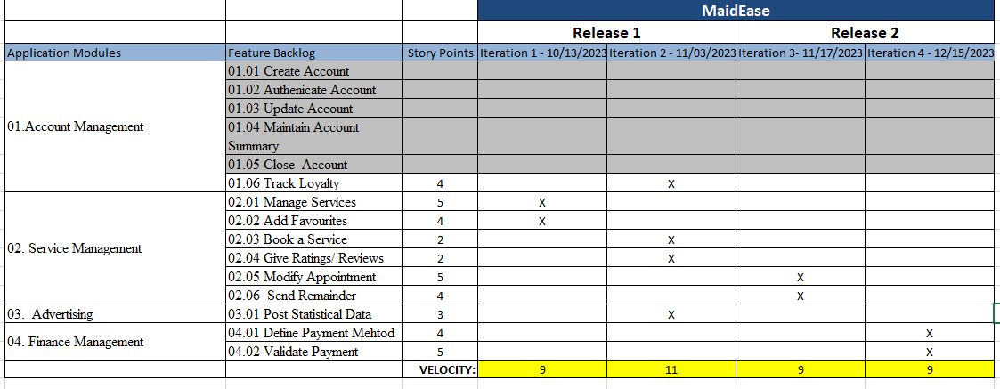 MaidEase
Release 1 Release 2
Application Modules Feature Backlog Story Points Iteration 1 - 10/13/2023 Iteration 2 - 11/03/2023 Iteration 3- 11/17/2023 Iteration 4 - 12/15/2023
01.Account Management
01.01 Create Account
01.02 Authenicate Account
01.03 Update Account
01.04 Maintain Account
Summary
01.05 Close Account
01.06 Track Loyalty 4 X
02. Service Management
02.01 Manage Services 5 X
02.02 Add Favourites 4 X
02.03 Book a Service 2 X
02.04 Give Ratings/ Reviews 2 X
02.05 Modify Appointment 5 X
02.06 Send Remainder 4 X
03. Advertising 03.01 Post Statistical Data 3 X
04. Finance Management
04.01 Define Payment Mehtod 4 X
04.02 Validate Payment 5 X
VELOCITY: 9 11 9 9